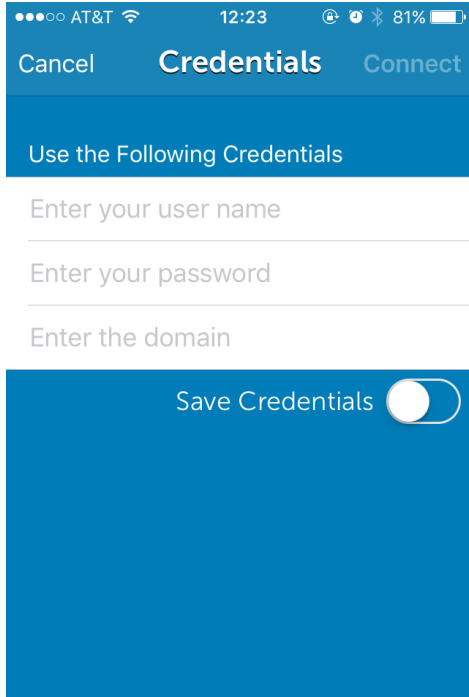 ●●●○○ AT&T 12:23 81%
Cancel Credentials Connect
Use the Following Credentials
Enter your user name
Enter your password
Enter the domain
Save Credentials